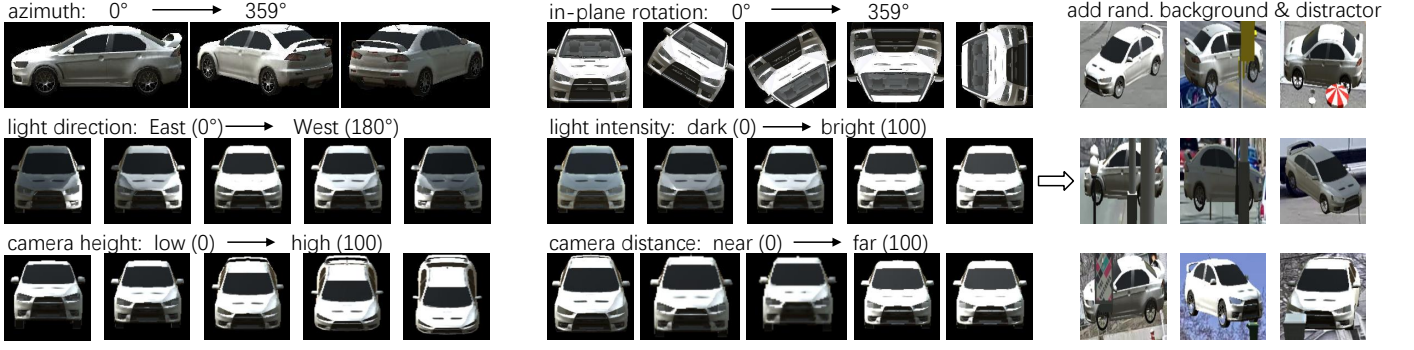 azimuth: 0° → 359°
in-plane rotation: 0° → 359°
add rand. background & distractor
light direction: East (0°) → West (180°)
light intensity: dark (0) → bright (100)
camera height: low (0) → high (100)
camera distance: near (0) → far (100)